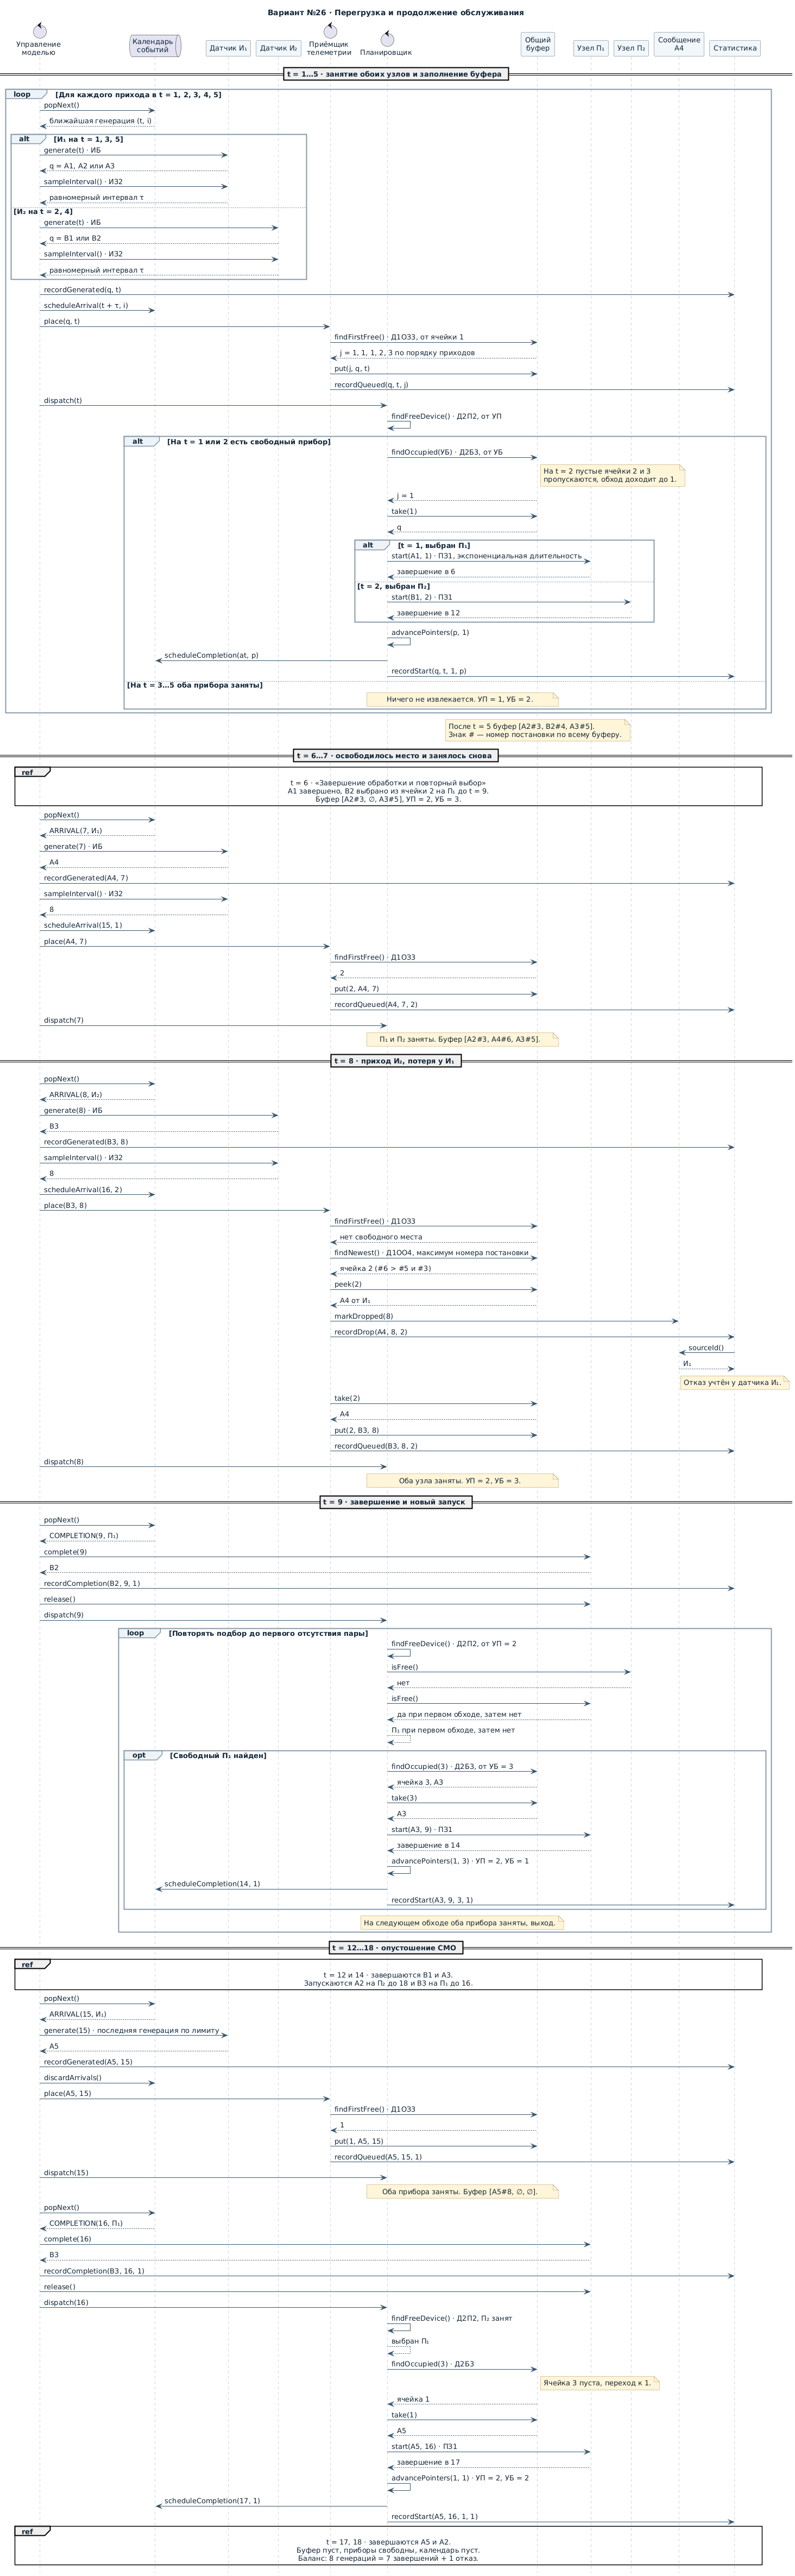 Вариант №26 · Перегрузка и продолжение обслуживания
Управление
моделью
Календарь
событий
Датчик И₁
Датчик И₂
Приёмщик
телеметрии
Планировщик
Общий
буфер
Узел П₁
Узел П₂
Сообщение
A4
Статистика
t = 1…5 · занятие обоих узлов и заполнение буфера
loop [Для каждого прихода в t = 1, 2, 3, 4, 5]
popNext()
ближайшая генерация (t, i)
alt [И₁ на t = 1, 3, 5]
generate(t) · ИБ
q = A1, A2 или A3
sampleInterval() · ИЗ2
равномерный интервал τ
[И₂ на t = 2, 4]
generate(t) · ИБ
q = B1 или B2
sampleInterval() · ИЗ2
равномерный интервал τ
recordGenerated(q, t)
scheduleArrival(t + τ, i)
place(q, t)
findFirstFree() · Д1ОЗ3, от ячейки 1
j = 1, 1, 1, 2, 3 по порядку приходов
put(j, q, t)
recordQueued(q, t, j)
dispatch(t)
findFreeDevice() · Д2П2, от УП
alt [На t = 1 или 2 есть свободный прибор]
findOccupied(УБ) · Д2Б3, от УБ
На t = 2 пустые ячейки 2 и 3
пропускаются, обход доходит до 1.
j = 1
take(1)
q
alt [t = 1, выбран П₁]
start(A1, 1) · ПЗ1, экспоненциальная длительность
завершение в 6
[t = 2, выбран П₂]
start(B1, 2) · ПЗ1
завершение в 12
advancePointers(p, 1)
scheduleCompletion(at, p)
recordStart(q, t, 1, p)
[На t = 3…5 оба прибора заняты]
Ничего не извлекается. УП = 1, УБ = 2.
После t = 5 буфер [A2#3, B2#4, A3#5].
Знак # — номер постановки по всему буферу.
t = 6…7 · освободилось место и занялось снова
ref
t = 6 · «Завершение обработки и повторный выбор»
A1 завершено, B2 выбрано из ячейки 2 на П₁ до t = 9.
Буфер [A2#3, ∅, A3#5], УП = 2, УБ = 3.
popNext()
ARRIVAL(7, И₁)
generate(7) · ИБ
A4
recordGenerated(A4, 7)
sampleInterval() · ИЗ2
8
scheduleArrival(15, 1)
place(A4, 7)
findFirstFree() · Д1ОЗ3
2
put(2, A4, 7)
recordQueued(A4, 7, 2)
dispatch(7)
П₁ и П₂ заняты. Буфер [A2#3, A4#6, A3#5].
t = 8 · приход И₂, потеря у И₁
popNext()
ARRIVAL(8, И₂)
generate(8) · ИБ
B3
recordGenerated(B3, 8)
sampleInterval() · ИЗ2
8
scheduleArrival(16, 2)
place(B3, 8)
findFirstFree() · Д1ОЗ3
нет свободного места
findNewest() · Д1ОО4, максимум номера постановки
ячейка 2 (#6 > #5 и #3)
peek(2)
A4 от И₁
markDropped(8)
recordDrop(A4, 8, 2)
sourceId()
И₁
Отказ учтён у датчика И₁.
take(2)
A4
put(2, B3, 8)
recordQueued(B3, 8, 2)
dispatch(8)
Оба узла заняты. УП = 2, УБ = 3.
t = 9 · завершение и новый запуск
popNext()
COMPLETION(9, П₁)
complete(9)
B2
recordCompletion(B2, 9, 1)
release()
dispatch(9)
loop [Повторять подбор до первого отсутствия пары]
findFreeDevice() · Д2П2, от УП = 2
isFree()
нет
isFree()
да при первом обходе, затем нет
П₁ при первом обходе, затем нет
opt [Свободный П₁ найден]
findOccupied(3) · Д2Б3, от УБ = 3
ячейка 3, A3
take(3)
A3
start(A3, 9) · ПЗ1
завершение в 14
advancePointers(1, 3) · УП = 2, УБ = 1
scheduleCompletion(14, 1)
recordStart(A3, 9, 3, 1)
На следующем обходе оба прибора заняты, выход.
t = 12…18 · опустошение СМО
ref
t = 12 и 14 · завершаются B1 и A3.
Запускаются A2 на П₂ до 18 и B3 на П₁ до 16.
popNext()
ARRIVAL(15, И₁)
generate(15) · последняя генерация по лимиту
A5
recordGenerated(A5, 15)
discardArrivals()
place(A5, 15)
findFirstFree() · Д1ОЗ3
1
put(1, A5, 15)
recordQueued(A5, 15, 1)
dispatch(15)
Оба прибора заняты. Буфер [A5#8, ∅, ∅].
popNext()
COMPLETION(16, П₁)
complete(16)
B3
recordCompletion(B3, 16, 1)
release()
dispatch(16)
findFreeDevice() · Д2П2, П₂ занят
выбран П₁
findOccupied(3) · Д2Б3
Ячейка 3 пуста, переход к 1.
ячейка 1
take(1)
A5
start(A5, 16) · ПЗ1
завершение в 17
advancePointers(1, 1) · УП = 2, УБ = 2
scheduleCompletion(17, 1)
recordStart(A5, 16, 1, 1)
ref
t = 17, 18 · завершаются A5 и A2.
Буфер пуст, приборы свободны, календарь пуст.
Баланс: 8 генераций = 7 завершений + 1 отказ.